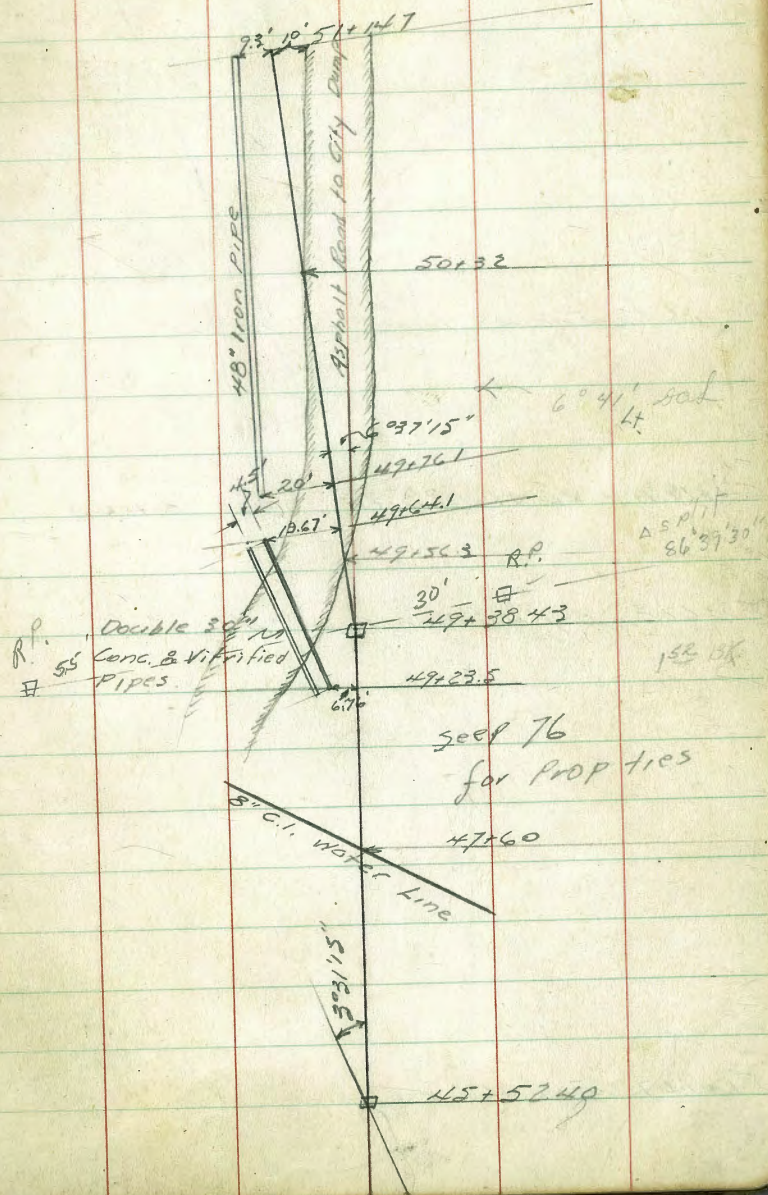 9.3' 10' 51+14.7
48" Iron Pipe
Asphalt Road to City Dump
50+32
6°41'
Lt.
6°37'15"
49+76.1
4.5' 20'
49+64.1
19.67'
49+56.3 R.P.
Δ split
86°39'30"
30'
49+38.43
R.P. 55' Double 30"
Conc. & Vitrified
Pipes
49+23.5
6.76'
See P 76
for Prop ties
8" C.I. Water Line
47+60
3°31'15"
45+52.49